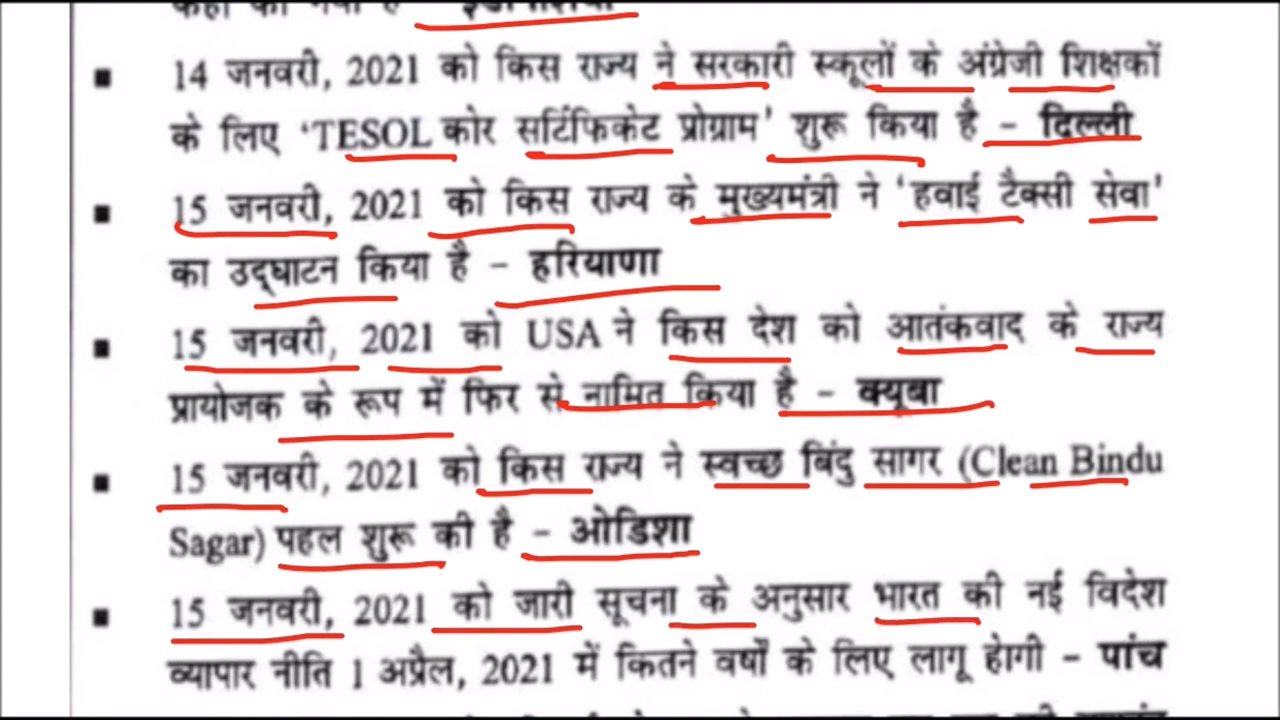 ■ 14 जनवरी, 2021 को किस राज्य ने सरकारी स्कूलों के अंग्रेजी शिक्षकों
के लिए ‘TESOL कोर सर्टिफिकेट प्रोग्राम’ शुरू किया है – दिल्ली
■ 15 जनवरी, 2021 को किस राज्य के मुख्यमंत्री ने ‘हवाई टैक्सी सेवा’
का उद्घाटन किया है – हरियाणा
■ 15 जनवरी, 2021 को USA ने किस देश को आतंकवाद के राज्य
प्रायोजक के रूप में फिर से नामित किया है – क्यूबा
■ 15 जनवरी, 2021 को किस राज्य ने स्वच्छ बिंदु सागर (Clean Bindu
Sagar) पहल शुरू की है – ओडिशा
■ 15 जनवरी, 2021 को जारी सूचना के अनुसार भारत की नई विदेश
व्यापार नीति 1 अप्रैल, 2021 में कितने वर्षों के लिए लागू होगी – पांच